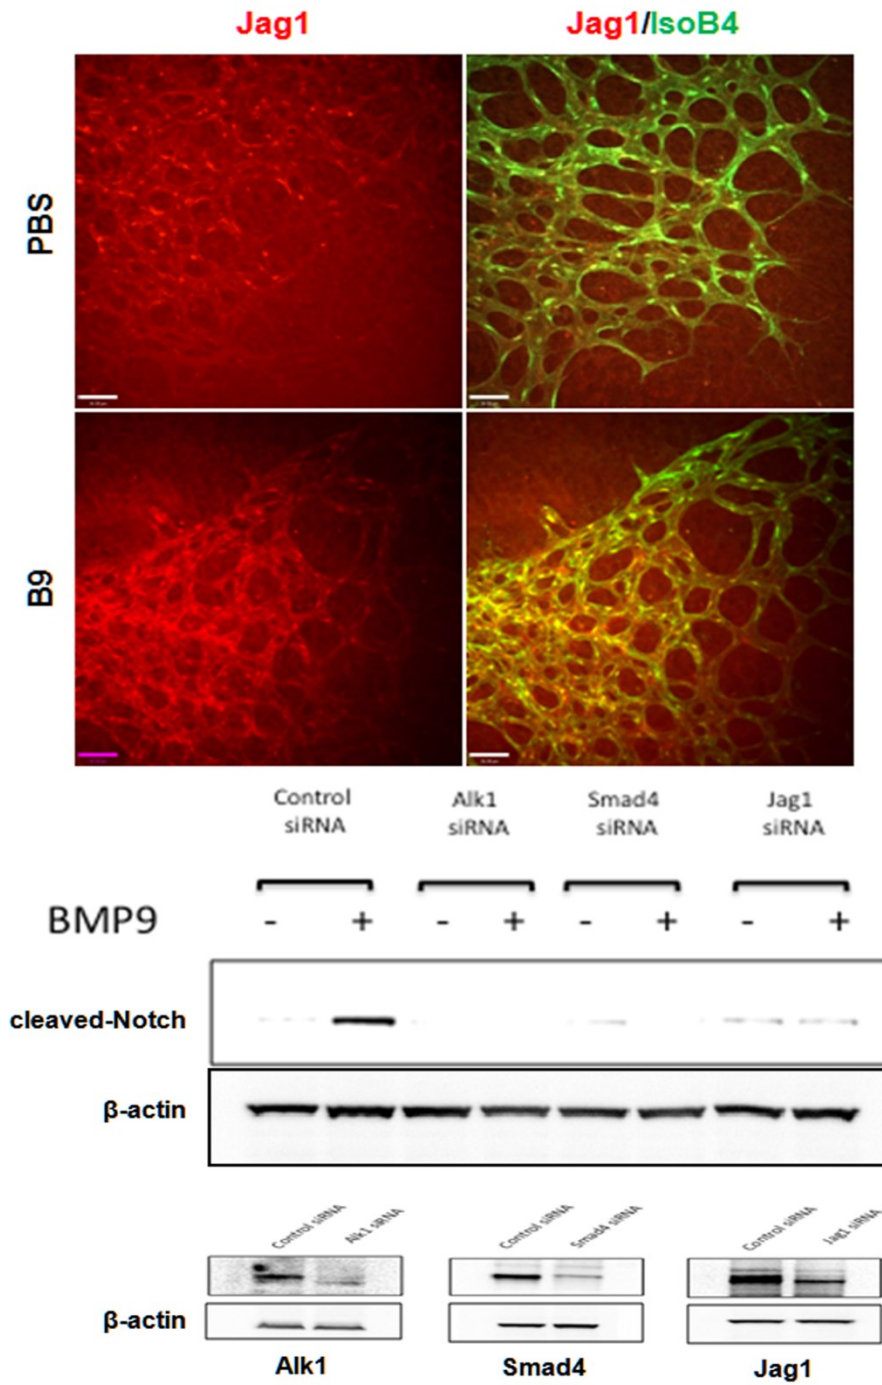 Jag1
Jag1/IsoB4
PBS
B9
Control siRNA
Alk1 siRNA
Smad4 siRNA
Jag1 siRNA
BMP9
- + - + - + - +
cleaved-Notch
β-actin
Control siRNA
Alk1 siRNA
Control siRNA
Smad4 siRNA
Control siRNA
Jag1 siRNA
β-actin
Alk1
Smad4
Jag1